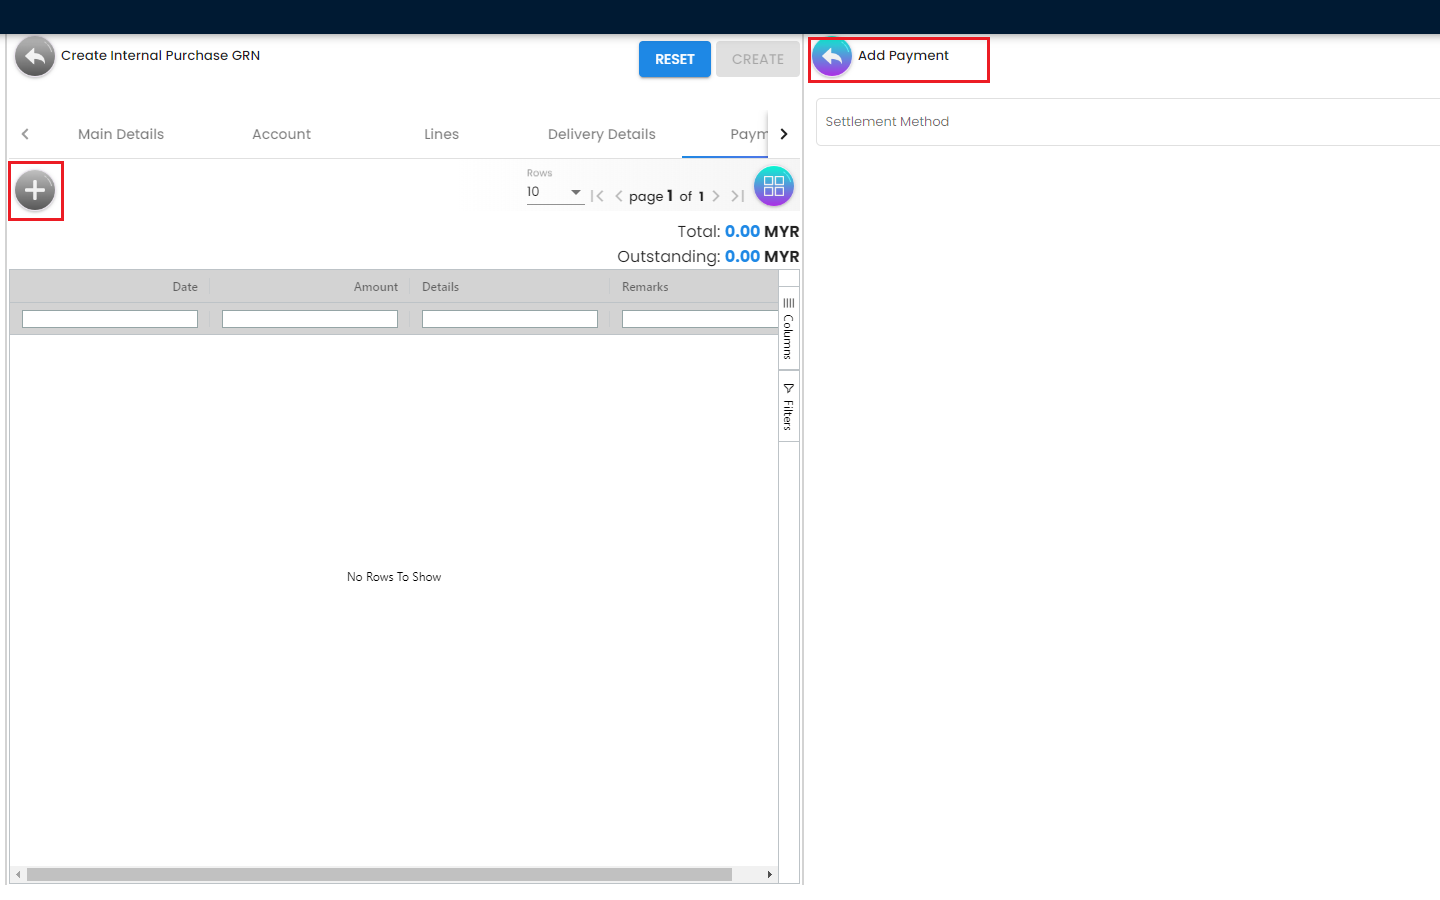 Create Internal Purchase GRN
RESET
CREATE
Main Details
Account
Lines
Delivery Details
Paym
Rows
10
page 1 of 1
Total: 0.00 MYR
Outstanding: 0.00 MYR
Date
Amount
Details
Remarks
Columns
Filters
No Rows To Show
Add Payment
Settlement Method